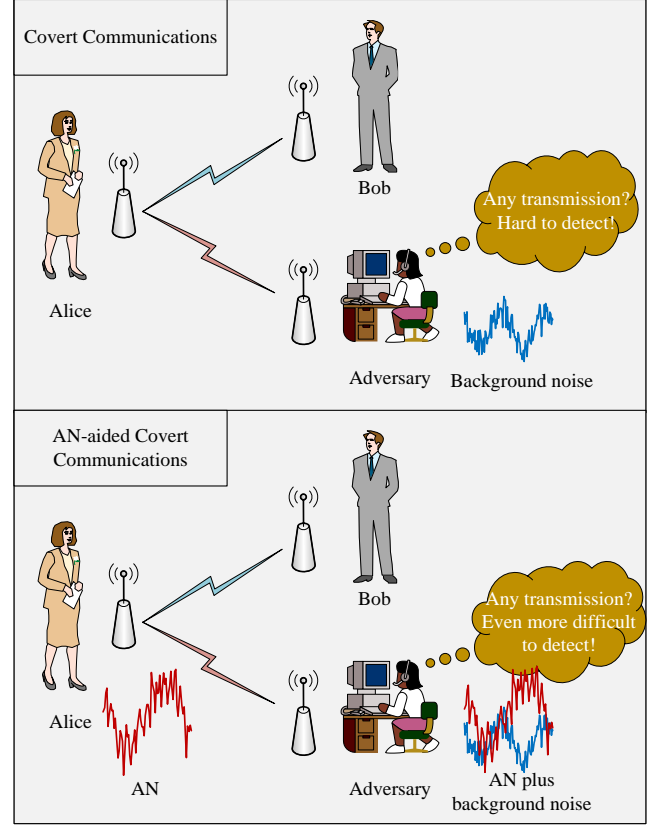 Covert Communications
Bob
Any transmission?
Hard to detect!
Alice
Adversary
Background noise
AN-aided Covert
Communications
Bob
Any transmission?
Even more difficult
to detect!
Alice
AN
Adversary
AN plus
background noise